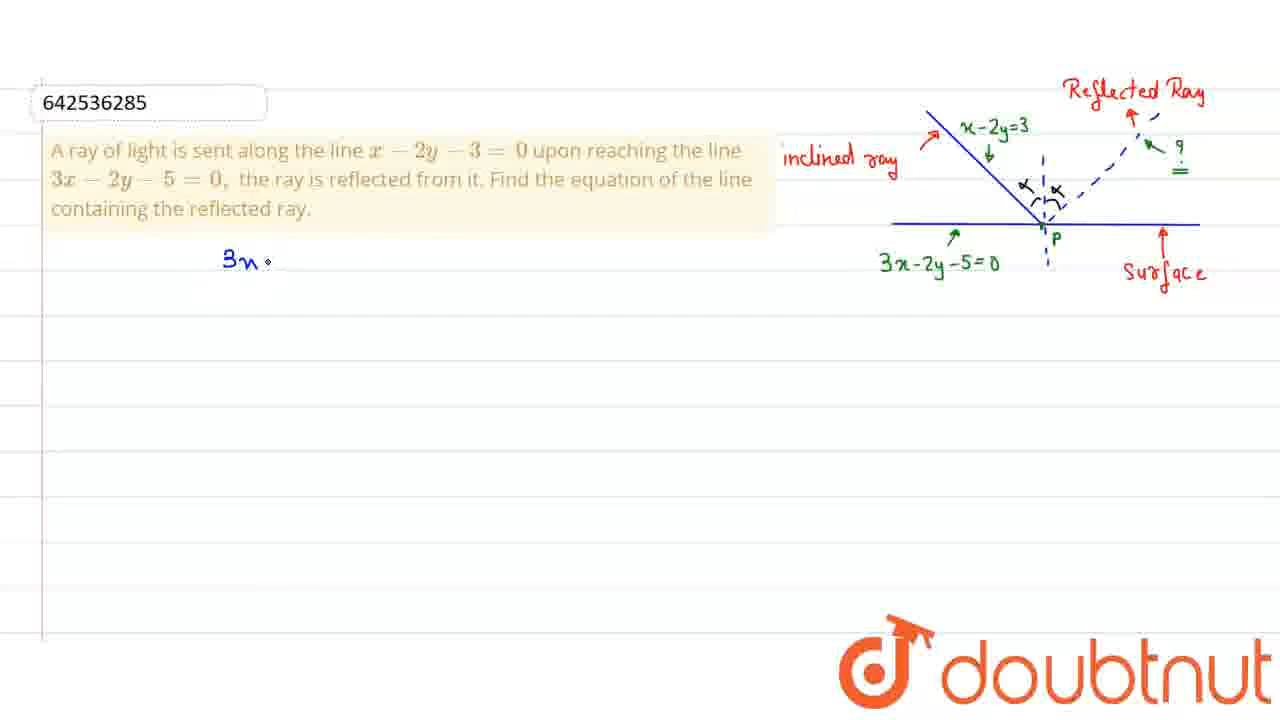 642536285
A ray of light is sent along the line x − 2y − 3 = 0 upon reaching the line
3x − 2y − 5 = 0, the ray is reflected from it. Find the equation of the line
containing the reflected ray.
3x
Reflected Ray
x-2y=3
inclined ray
?
α α
P
3x-2y-5=0
Surface
doubtnut